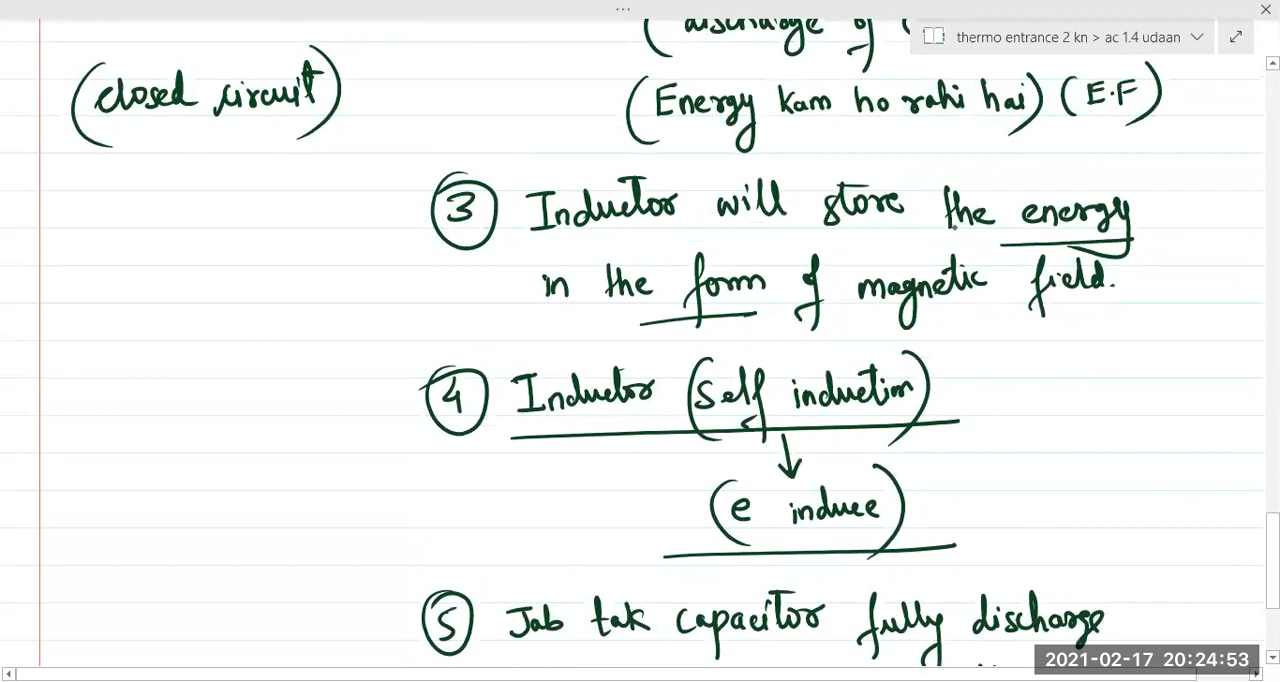 thermo entrance 2 kn > ac 1.4 udaan
discharge of (
(closed circuit)
(Energy kam ho rahi hai) (E.F)
③ Inductor will store the energy
in the form of magnetic field.
④ Inductor (Self induction)
(e induce)
⑤ Jab tak capacitor fully discharge
2021-02-17 20:24:53